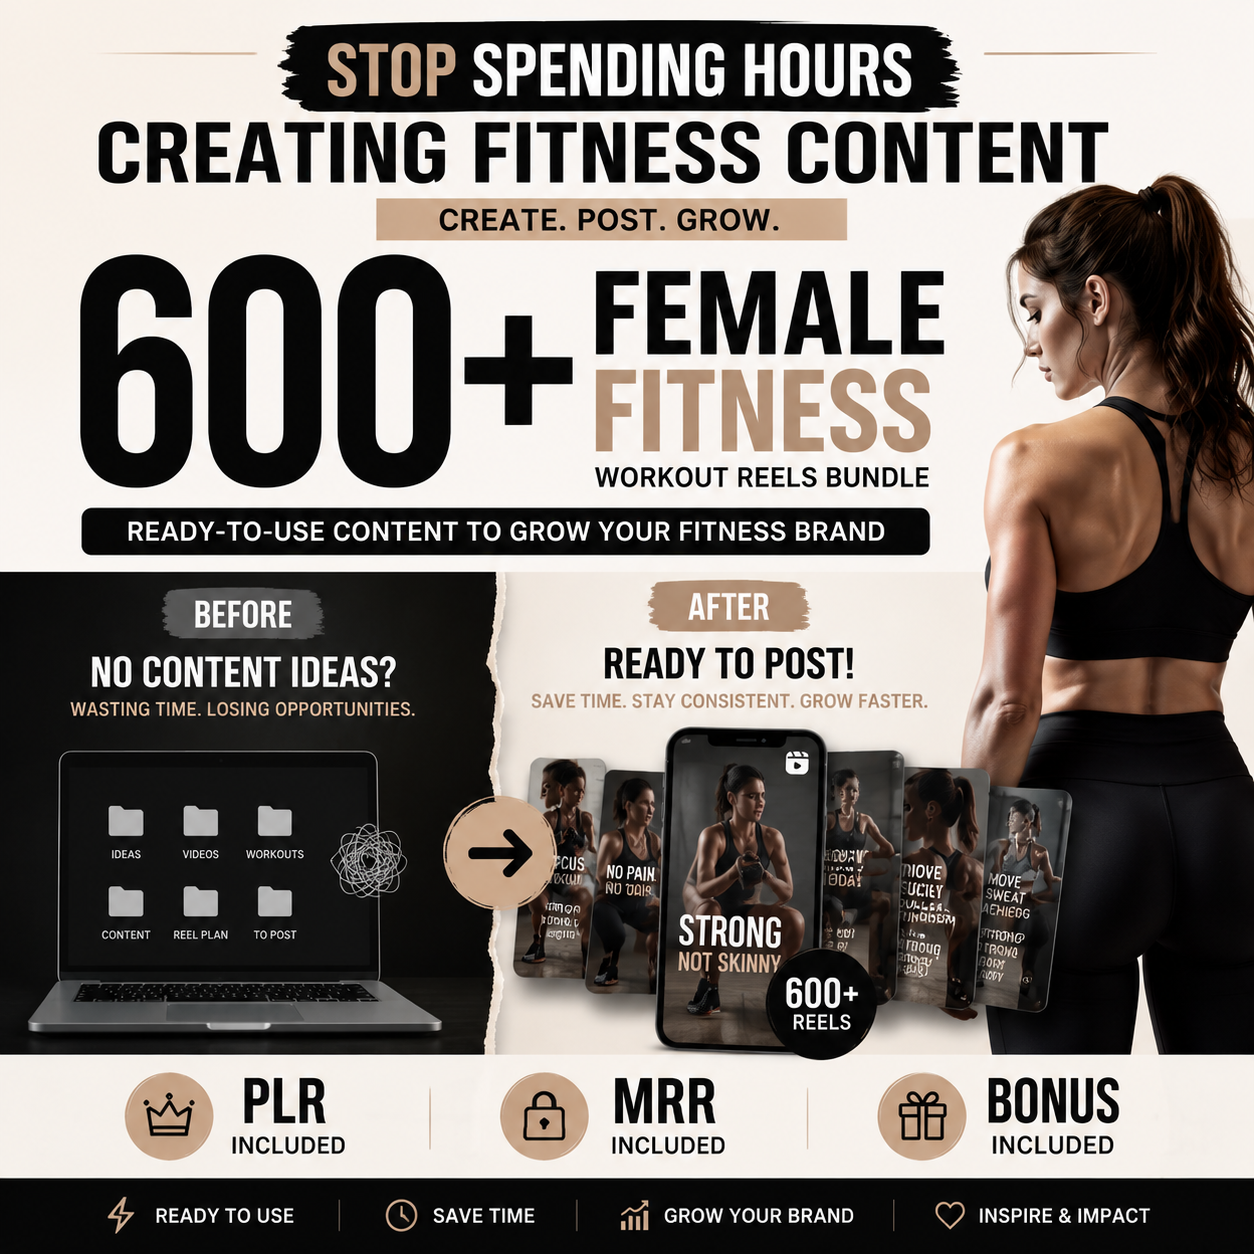 STOP SPENDING HOURS
CREATING FITNESS CONTENT
CREATE. POST. GROW.
600+
FEMALE
FITNESS
WORKOUT REELS BUNDLE
READY-TO-USE CONTENT TO GROW YOUR FITNESS BRAND
BEFORE
NO CONTENT IDEAS?
WASTING TIME. LOSING OPPORTUNITIES.
IDEAS
VIDEOS
WORKOUTS
CONTENT
REEL PLAN
TO POST
AFTER
READY TO POST!
SAVE TIME. STAY CONSISTENT. GROW FASTER.
NO PAIN
STRONG
NOT SKINNY
MOVE
SWEAT
600+
REELS
PLR
INCLUDED
MRR
INCLUDED
BONUS
INCLUDED
READY TO USE
SAVE TIME
GROW YOUR BRAND
INSPIRE & IMPACT